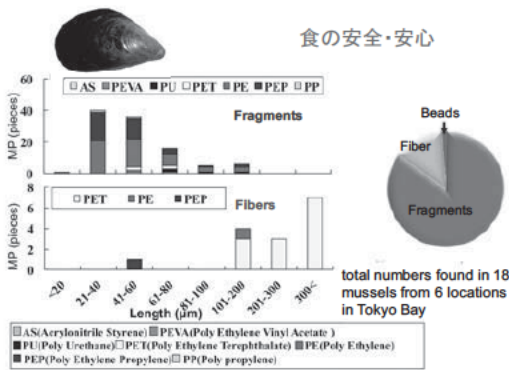 食の安全・安心
AS PEVA PU PET PE PEP PP
Fragments
MP (pieces)
60
40
20
0
Beads
Fiber
Fragments
PET PE PEP
Fibers
MP (pieces)
8
6
4
2
0
<20
21-40
41-60
61-80
81-100
101-200
201-300
300<
Length (μm)
total numbers found in 18
mussels from 6 locations
in Tokyo Bay
AS(Acrylonitrile Styrene) PEVA(Poly Ethylene Vinyl Acetate )
PU(Poly Urethane) PET(Poly Ethylene Terephthalate) PE(Poly Ethylene)
PEP(Poly Ethylene Propylene) PP(Poly propylene)